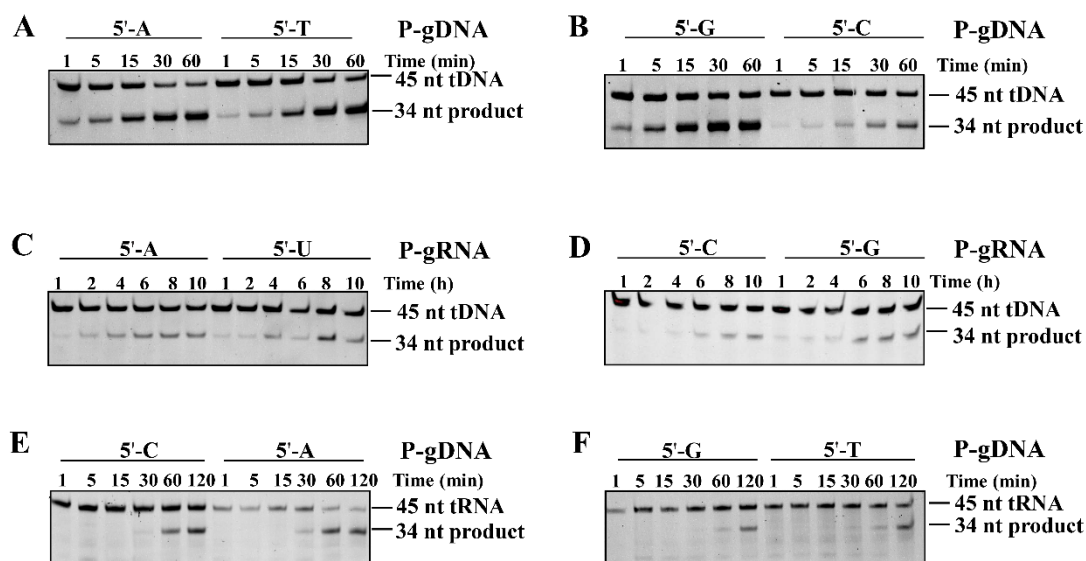 A 5'-A 5'-T P-gDNA
1 5 15 30 60 1 5 15 30 60 Time (min)
45 nt tDNA
34 nt product
B 5'-G 5'-C P-gDNA
1 5 15 30 60 1 5 15 30 60 Time (min)
45 nt tDNA
34 nt product
C 5'-A 5'-U P-gRNA
1 2 4 6 8 10 1 2 4 6 8 10 Time (h)
45 nt tDNA
34 nt product
D 5'-C 5'-G P-gRNA
1 2 4 6 8 10 1 2 4 6 8 10 Time (h)
45 nt tDNA
34 nt product
E 5'-C 5'-A P-gDNA
1 5 15 30 60 120 1 5 15 30 60 120 Time (min)
45 nt tRNA
34 nt product
F 5'-G 5'-T P-gDNA
1 5 15 30 60 120 1 5 15 30 60 120 Time (min)
45 nt tRNA
34 nt product